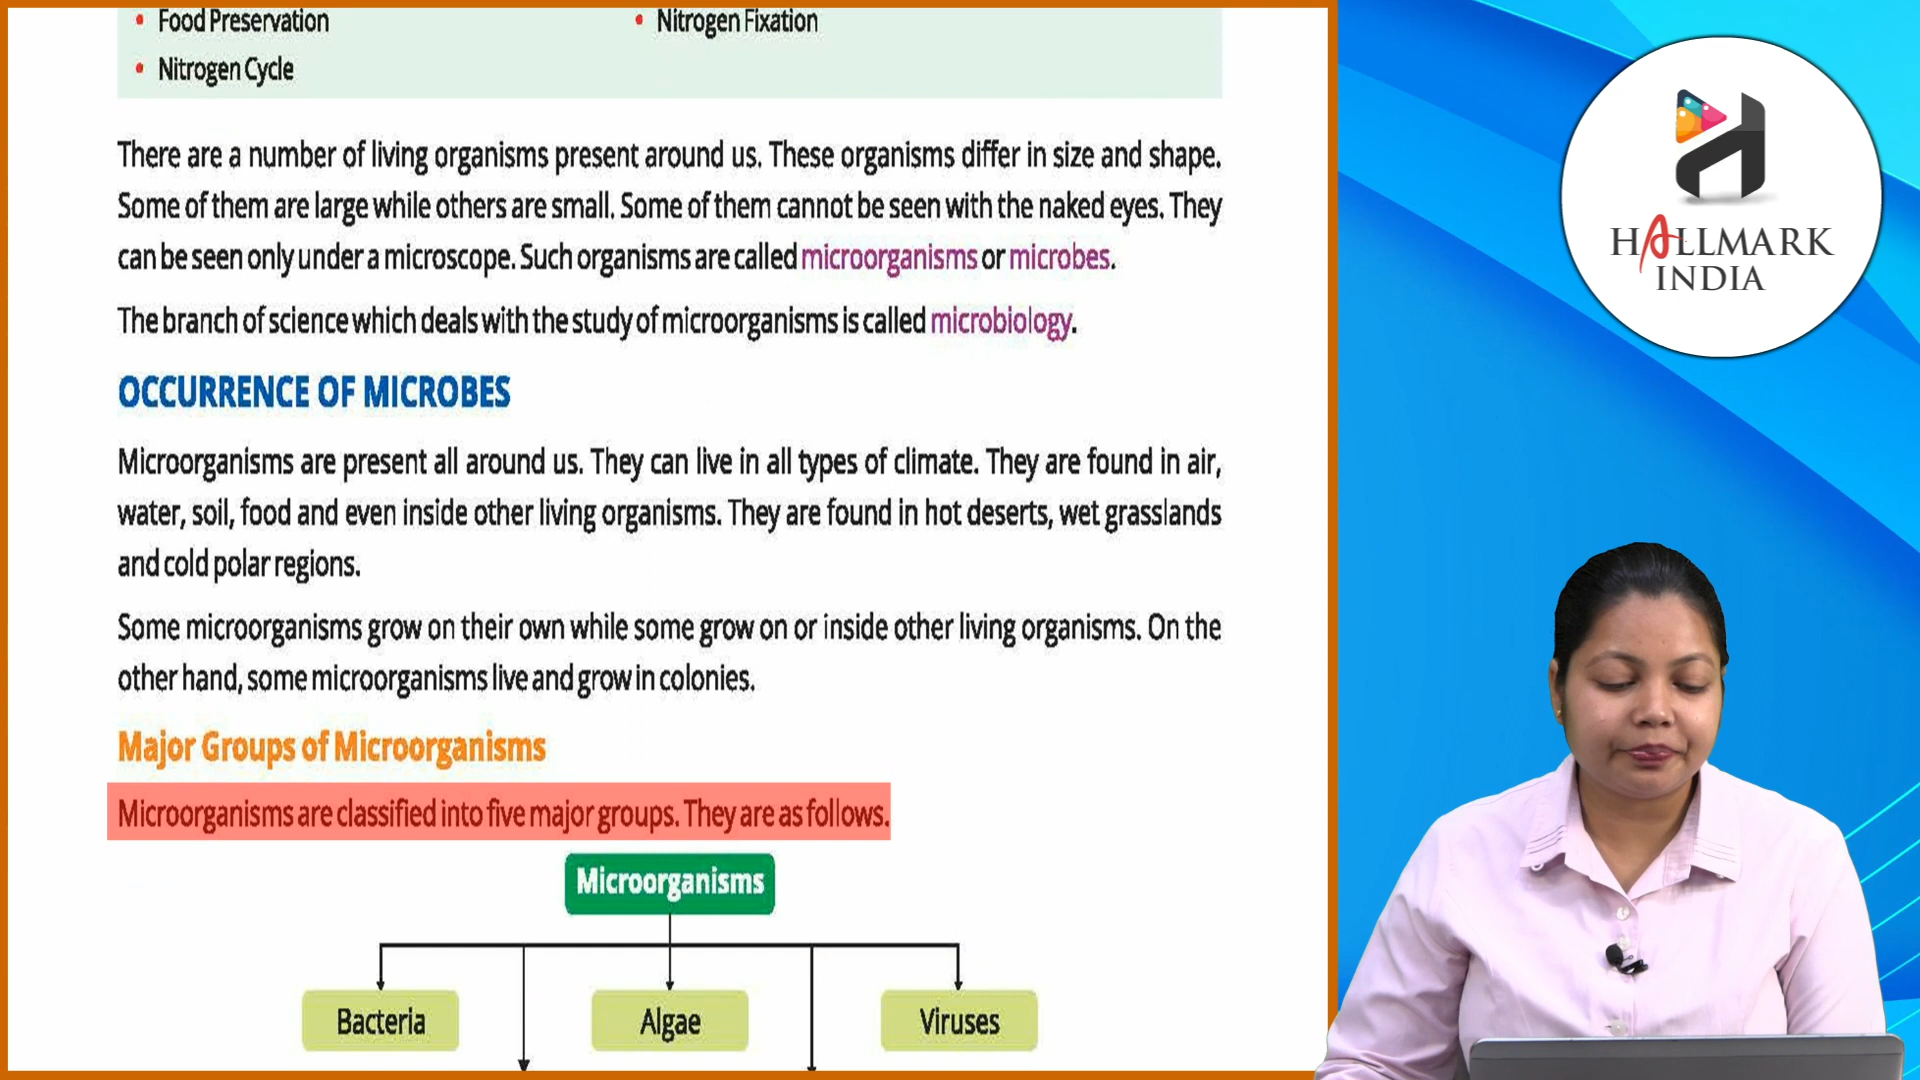 • Food Preservation • Nitrogen Fixation
• Nitrogen Cycle
There are a number of living organisms present around us. These organisms differ in size and shape.
Some of them are large while others are small. Some of them cannot be seen with the naked eyes. They
can be seen only under a microscope. Such organisms are called microorganisms or microbes.
The branch of science which deals with the study of microorganisms is called microbiology.
OCCURRENCE OF MICROBES
Microorganisms are present all around us. They can live in all types of climate. They are found in air,
water, soil, food and even inside other living organisms. They are found in hot deserts, wet grasslands
and cold polar regions.
Some microorganisms grow on their own while some grow on or inside other living organisms. On the
other hand, some microorganisms live and grow in colonies.
Major Groups of Microorganisms
Microorganisms are classified into five major groups. They are as follows.
Microorganisms
Bacteria Algae Viruses
HALLMARK
INDIA